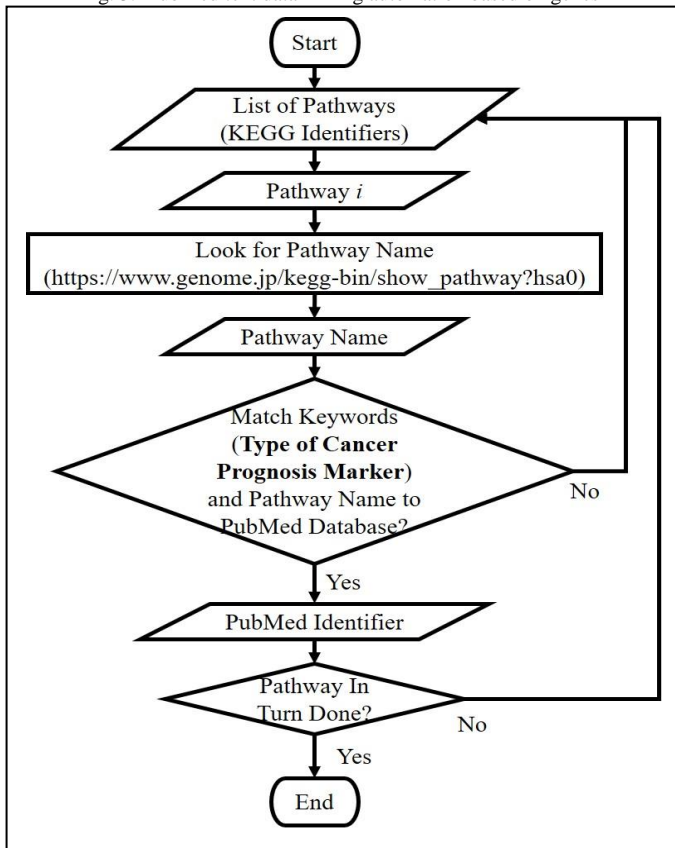 Start
List of Pathways
(KEGG Identifiers)
Pathway i
Look for Pathway Name
(https://www.genome.jp/kegg-bin/show_pathway?hsa0)
Pathway Name
Match Keywords
(Type of Cancer
Prognosis Marker)
and Pathway Name to
PubMed Database?
No
Yes
PubMed Identifier
Pathway In
Turn Done?
No
Yes
End